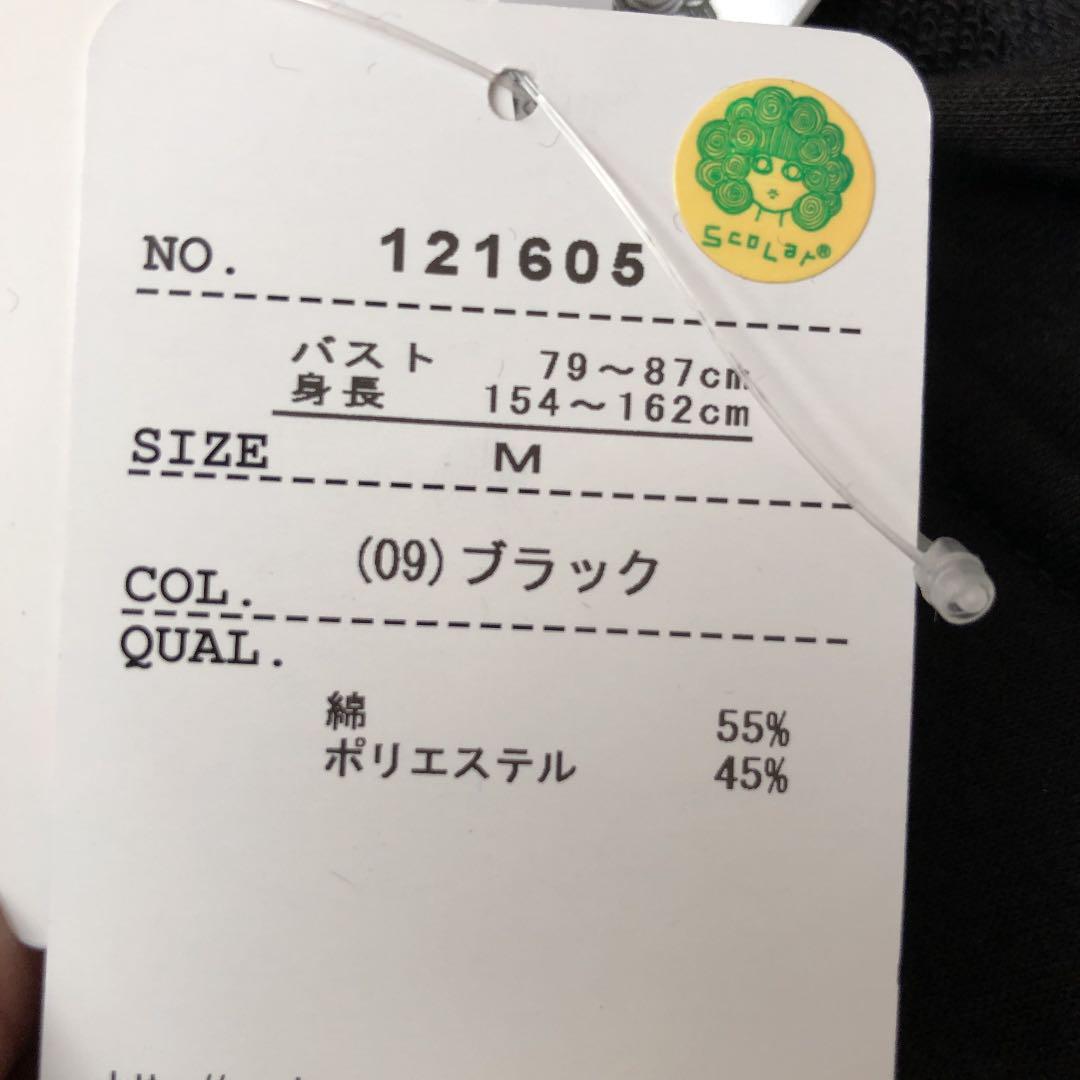 ScoLar®
NO. 121605
バスト 79～87cm
身長 154～162cm
SIZE M
COL. (09)ブラック
QUAL.
綿 55%
ポリエステル 45%